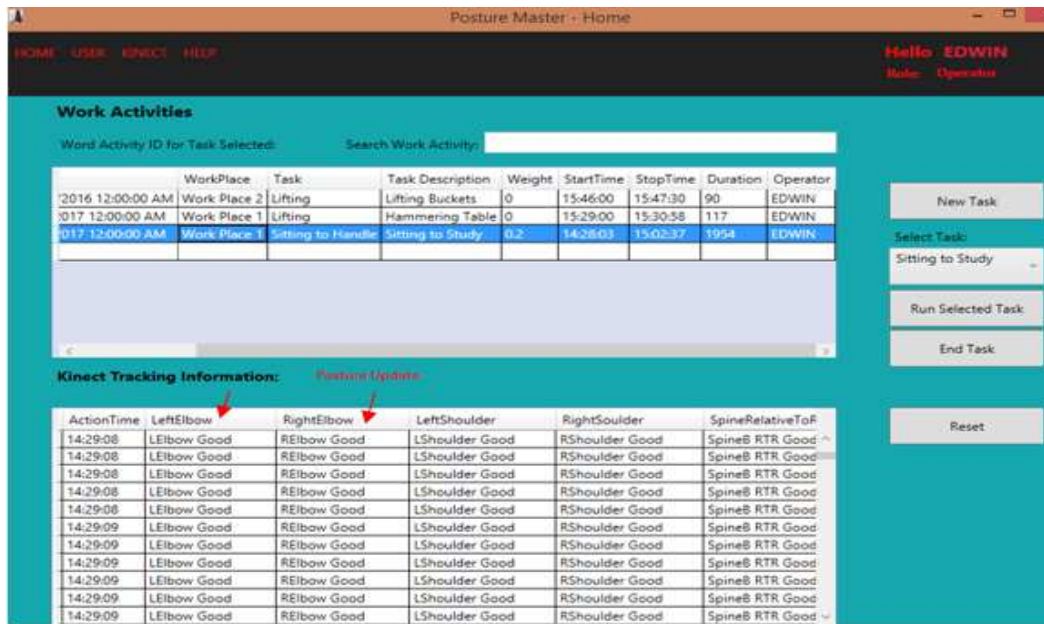 Posture Master - Home
HOME USER KINECT HELP
Hello EDWIN
Role: Operator
Work Activities
Word Activity ID for Task Selected: Search Work Activity:
WorkPlace Task Task Description Weight StartTime StopTime Duration Operator
/2016 12:00:00 AM Work Place 2 Lifting Lifting Buckets 0 15:46:00 15:47:30 90 EDWIN
017 12:00:00 AM Work Place 1 Lifting Hammering Table 0 15:29:00 15:30:58 117 EDWIN
017 12:00:00 AM Work Place 1 Sitting to Handle Sitting to Study 0.2 14:28:03 15:02:37 1954 EDWIN
New Task
Select Task:
Sitting to Study
Run Selected Task
End Task
Kinect Tracking Information: Posture Update
ActionTime LeftElbow RightElbow LeftShoulder RightSoulder SpineRelativeToR
14:29:08 LElbow Good RElbow Good LShoulder Good RShoulder Good SpineB RTR Good
14:29:08 LElbow Good RElbow Good LShoulder Good RShoulder Good SpineB RTR Good
14:29:08 LElbow Good RElbow Good LShoulder Good RShoulder Good SpineB RTR Good
14:29:08 LElbow Good RElbow Good LShoulder Good RShoulder Good SpineB RTR Good
14:29:08 LElbow Good RElbow Good LShoulder Good RShoulder Good SpineB RTR Good
14:29:09 LElbow Good RElbow Good LShoulder Good RShoulder Good SpineB RTR Good
14:29:09 LElbow Good RElbow Good LShoulder Good RShoulder Good SpineB RTR Good
14:29:09 LElbow Good RElbow Good LShoulder Good RShoulder Good SpineB RTR Good
14:29:09 LElbow Good RElbow Good LShoulder Good RShoulder Good SpineB RTR Good
14:29:09 LElbow Good RElbow Good LShoulder Good RShoulder Good SpineB RTR Good
14:29:09 LElbow Good RElbow Good LShoulder Good RShoulder Good SpineB RTR Good
Reset